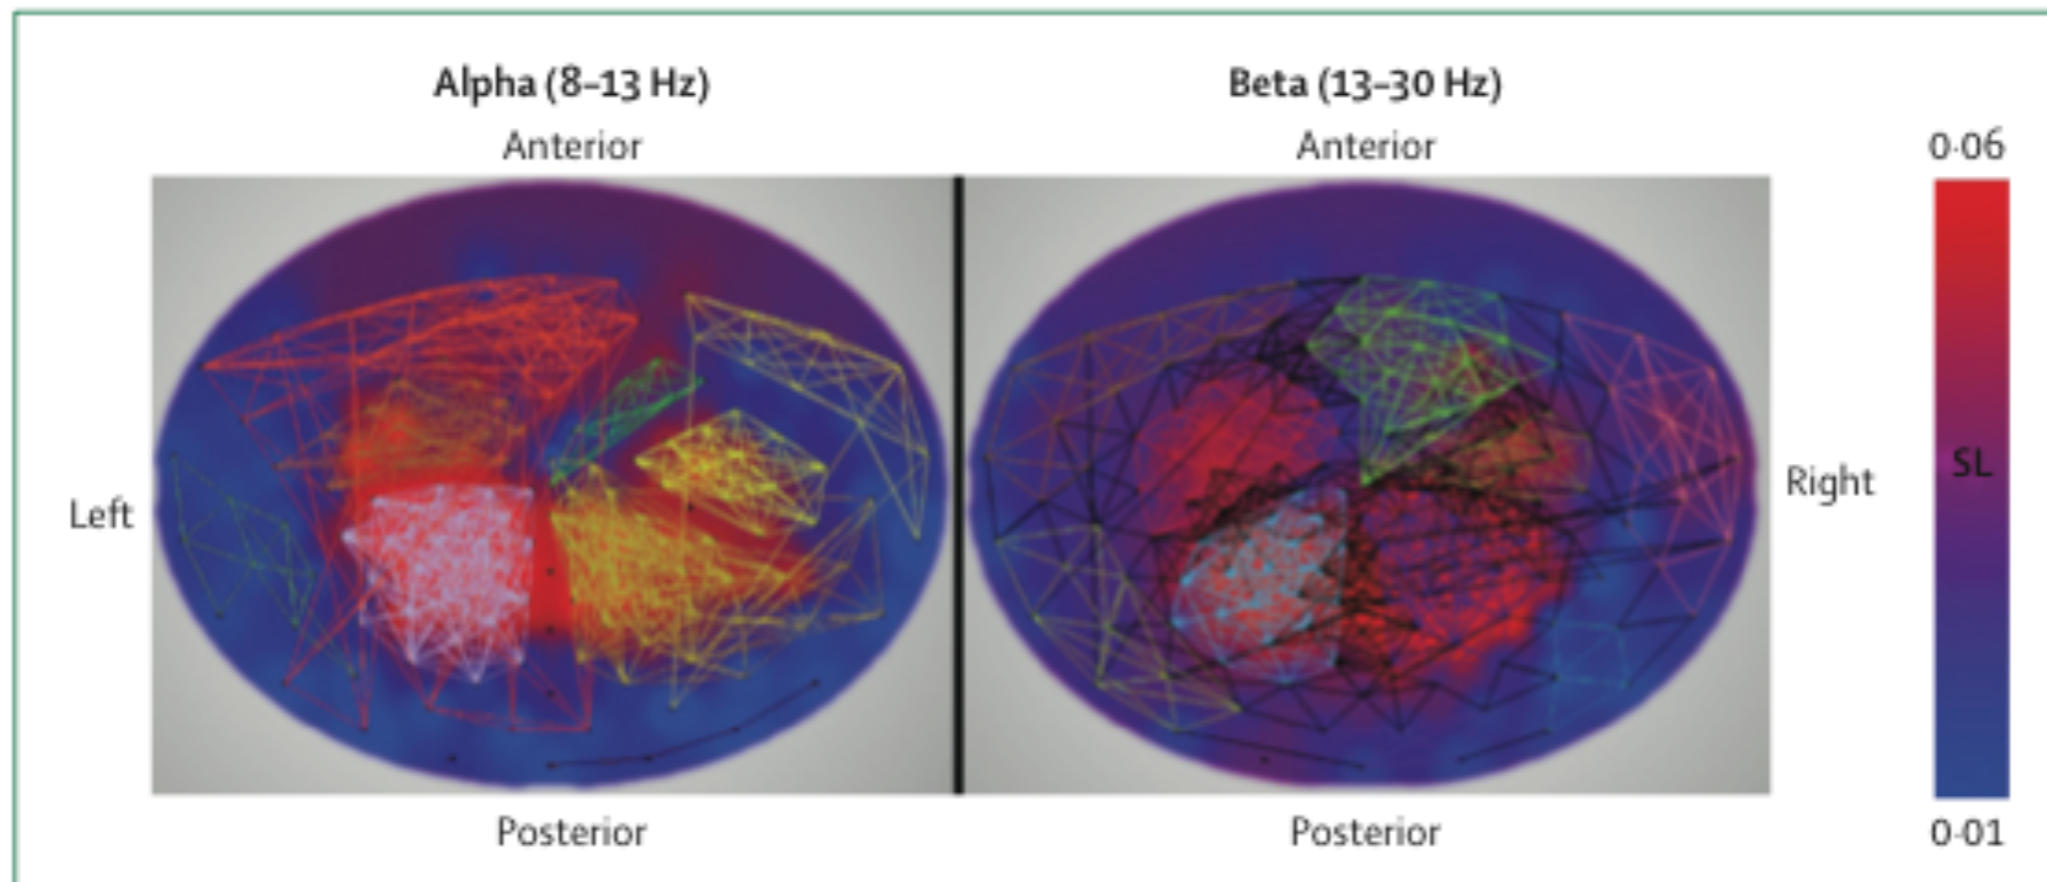 Alpha (8–13 Hz)
Anterior
Beta (13–30 Hz)
Anterior
0·06
Left
Right
SL
Posterior
Posterior
0·01